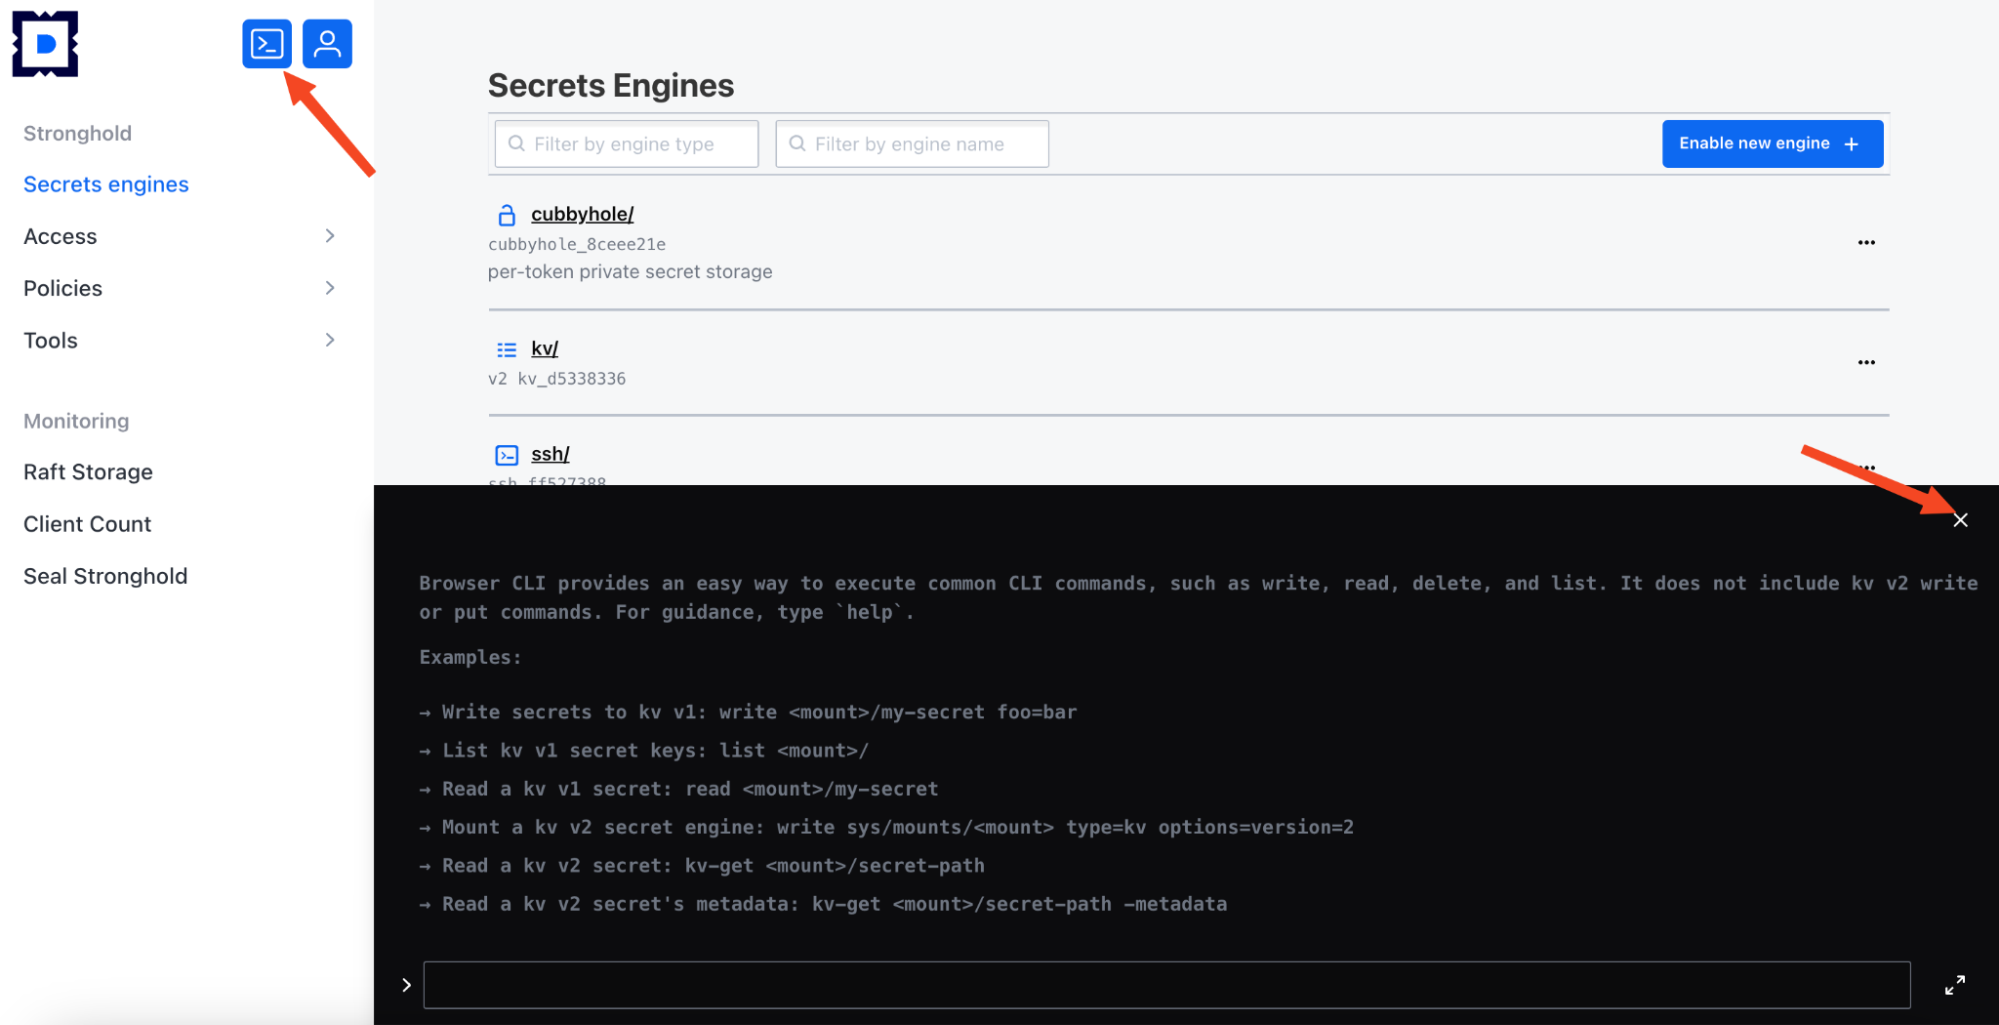 Stronghold
Secrets engines
Access
Policies
Tools
Monitoring
Raft Storage
Client Count
Seal Stronghold
Secrets Engines
Filter by engine type
Filter by engine name
Enable new engine +
cubbyhole/
cubbyhole_8ceee21e
per-token private secret storage
kv/
v2 kv_d5338336
ssh/
ssh_ff527388
Browser CLI provides an easy way to execute common CLI commands, such as write, read, delete, and list. It does not include kv v2 write
or put commands. For guidance, type `help`.
Examples:
→ Write secrets to kv v1: write <mount>/my-secret foo=bar
→ List kv v1 secret keys: list <mount>/
→ Read a kv v1 secret: read <mount>/my-secret
→ Mount a kv v2 secret engine: write sys/mounts/<mount> type=kv options=version=2
→ Read a kv v2 secret: kv-get <mount>/secret-path
→ Read a kv v2 secret's metadata: kv-get <mount>/secret-path -metadata